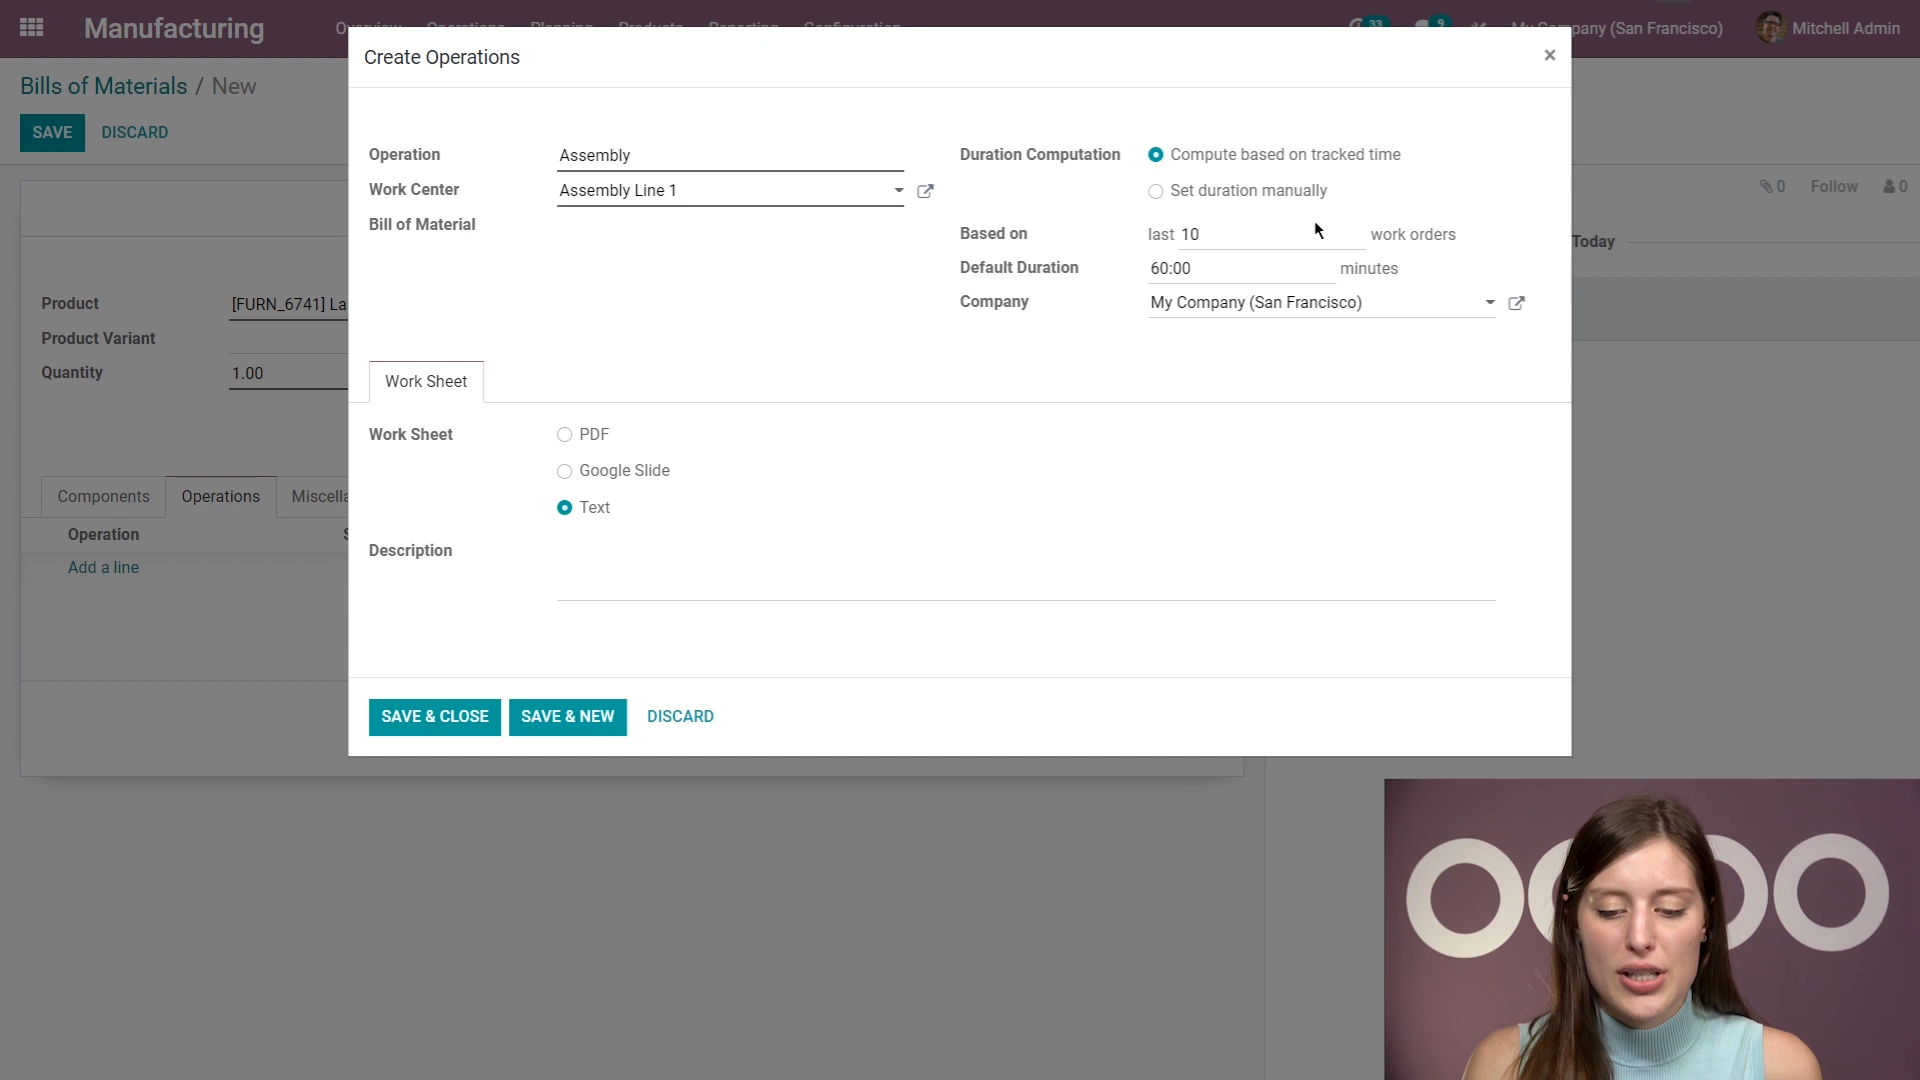 Manufacturing
33
9
pany (San Francisco)
Mitchell Admin
Bills of Materials / New
SAVE
DISCARD
0
Follow
0
Today
Product
[FURN_6741] La
Product Variant
Quantity
1.00
Components
Operations
Miscella
Operation
Add a line
Create Operations
×
Operation
Assembly
Work Center
Assembly Line 1
Bill of Material
Duration Computation
Compute based on tracked time
Set duration manually
Based on
last 10 work orders
Default Duration
60:00 minutes
Company
My Company (San Francisco)
Work Sheet
Work Sheet
PDF
Google Slide
Text
Description
SAVE & CLOSE
SAVE & NEW
DISCARD